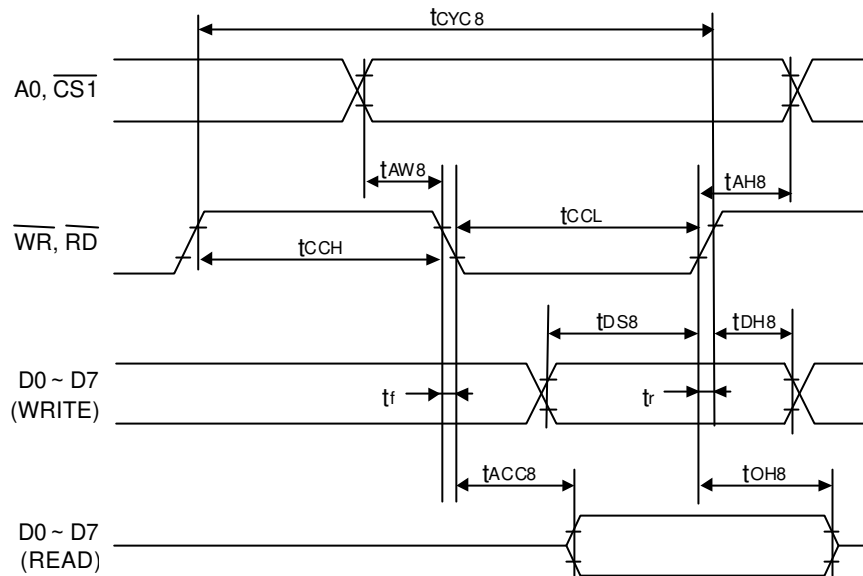 tCYC8
A0, CS1
tAW8
tAH8
WR, RD
tCCL
tCCH
tDS8
tDH8
D0 ~ D7
(WRITE)
tf
tr
tACC8
tOH8
D0 ~ D7
(READ)